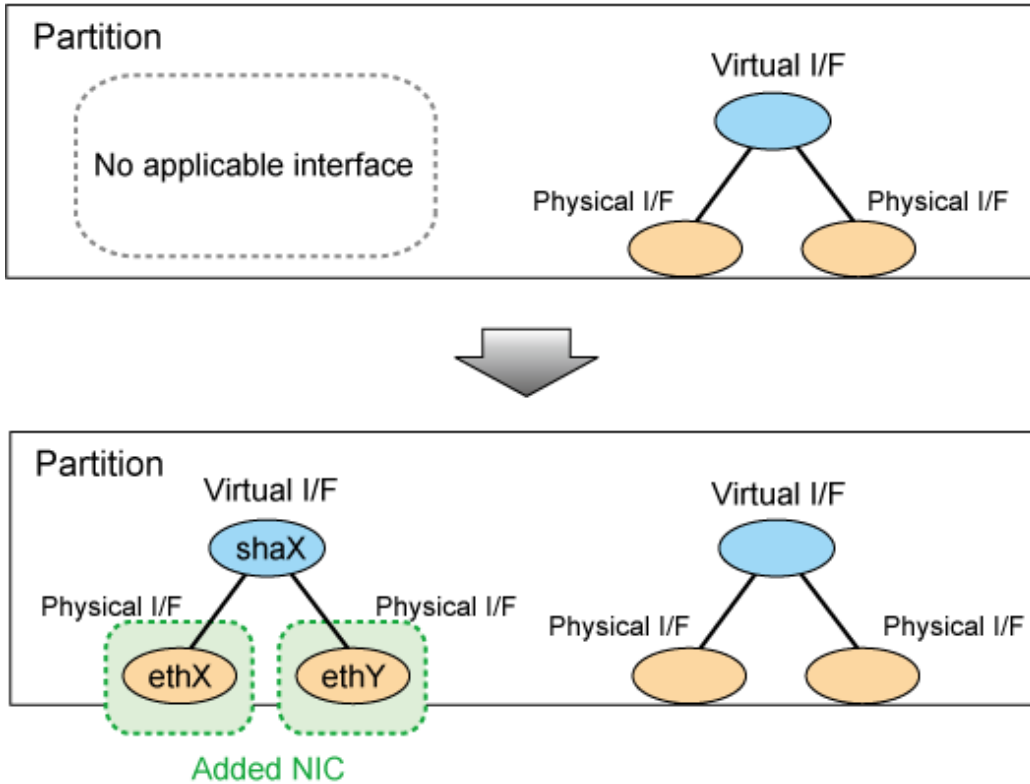 Partition
Virtual I/F
No applicable interface
Physical I/F
Physical I/F
Partition
Virtual I/F
Virtual I/F
shaX
Physical I/F
Physical I/F
Physical I/F
Physical I/F
ethX
ethY
Added NIC